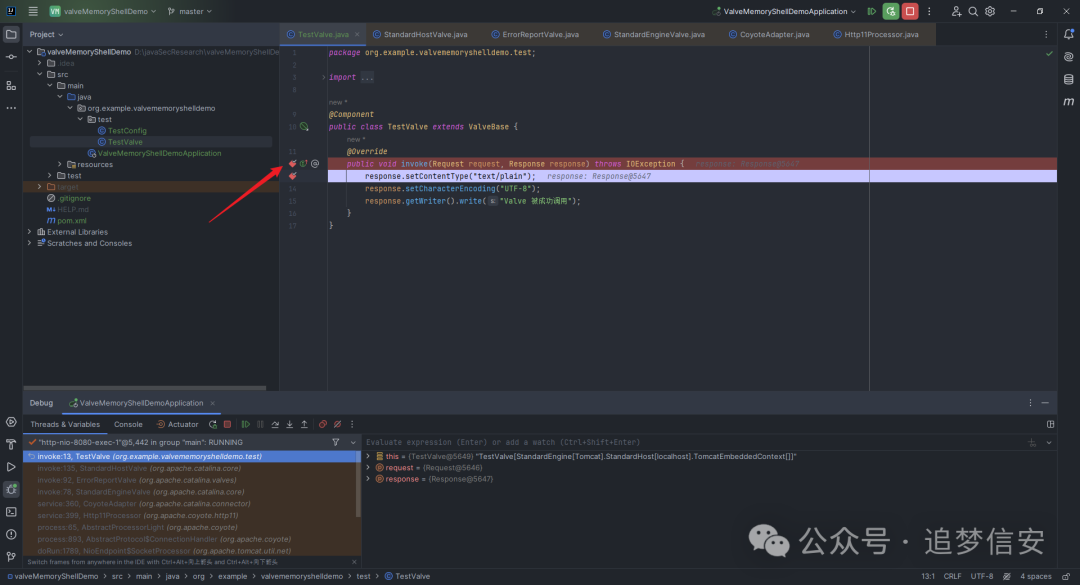 VM valveMemoryShellDemo master ValveMemoryShellDemoApplication
Project
TestValve.java StandardHostValve.java ErrorReportValve.java StandardEngineValve.java CoyoteAdapter.java Http11Processor.java
valveMemoryShellDemo D:\javaSecResearch\valveMemoryShellDe
.idea
src
main
java
org.example.valvememoryshelldemo
test
TestConfig
TestValve
ValveMemoryShellDemoApplication
resources
test
target
.gitignore
HELP.md
pom.xml
External Libraries
Scratches and Consoles
1 package org.example.valvememoryshelldemo.test;
2
3 import ...
8
new *
9 @Component
10 public class TestValve extends ValveBase {
new *
11 @Override
public void invoke(Request request, Response response) throws IOException { response: Response@5647
response.setContentType("text/plain"); response: Response@5647
14 response.setCharacterEncoding("UTF-8");
15 response.getWriter().write( s: "Valve 被成功调用");
16 }
17 }
Debug ValveMemoryShellDemoApplication
Threads & Variables Console Actuator
"http-nio-8080-exec-1"@5,442 in group "main": RUNNING
invoke:13, TestValve (org.example.valvememoryshelldemo.test)
invoke:135, StandardHostValve (org.apache.catalina.core)
invoke:92, ErrorReportValve (org.apache.catalina.valves)
invoke:78, StandardEngineValve (org.apache.catalina.core)
service:360, CoyoteAdapter (org.apache.catalina.connector)
service:399, Http11Processor (org.apache.coyote.http11)
process:65, AbstractProcessorLight (org.apache.coyote)
process:893, AbstractProtocol$ConnectionHandler (org.apache.coyote)
doRun:1789, NioEndpoint$SocketProcessor (org.apache.tomcat.util.net)
Switch frames from anywhere in the IDE with Ctrl+Alt+向上箭头 and Ctrl+Alt+向下箭头
Evaluate expression (Enter) or add a watch (Ctrl+Shift+Enter)
this = {TestValve@5649} "TestValve[StandardEngine[Tomcat].StandardHost[localhost].TomcatEmbeddedContext[]]"
request = {Request@5646}
response = {Response@5647}
公众号 · 追梦信安
valveMemoryShellDemo > src > main > java > org > example > valvememoryshelldemo > test > TestValve
13:1 CRLF UTF-8 4 spaces